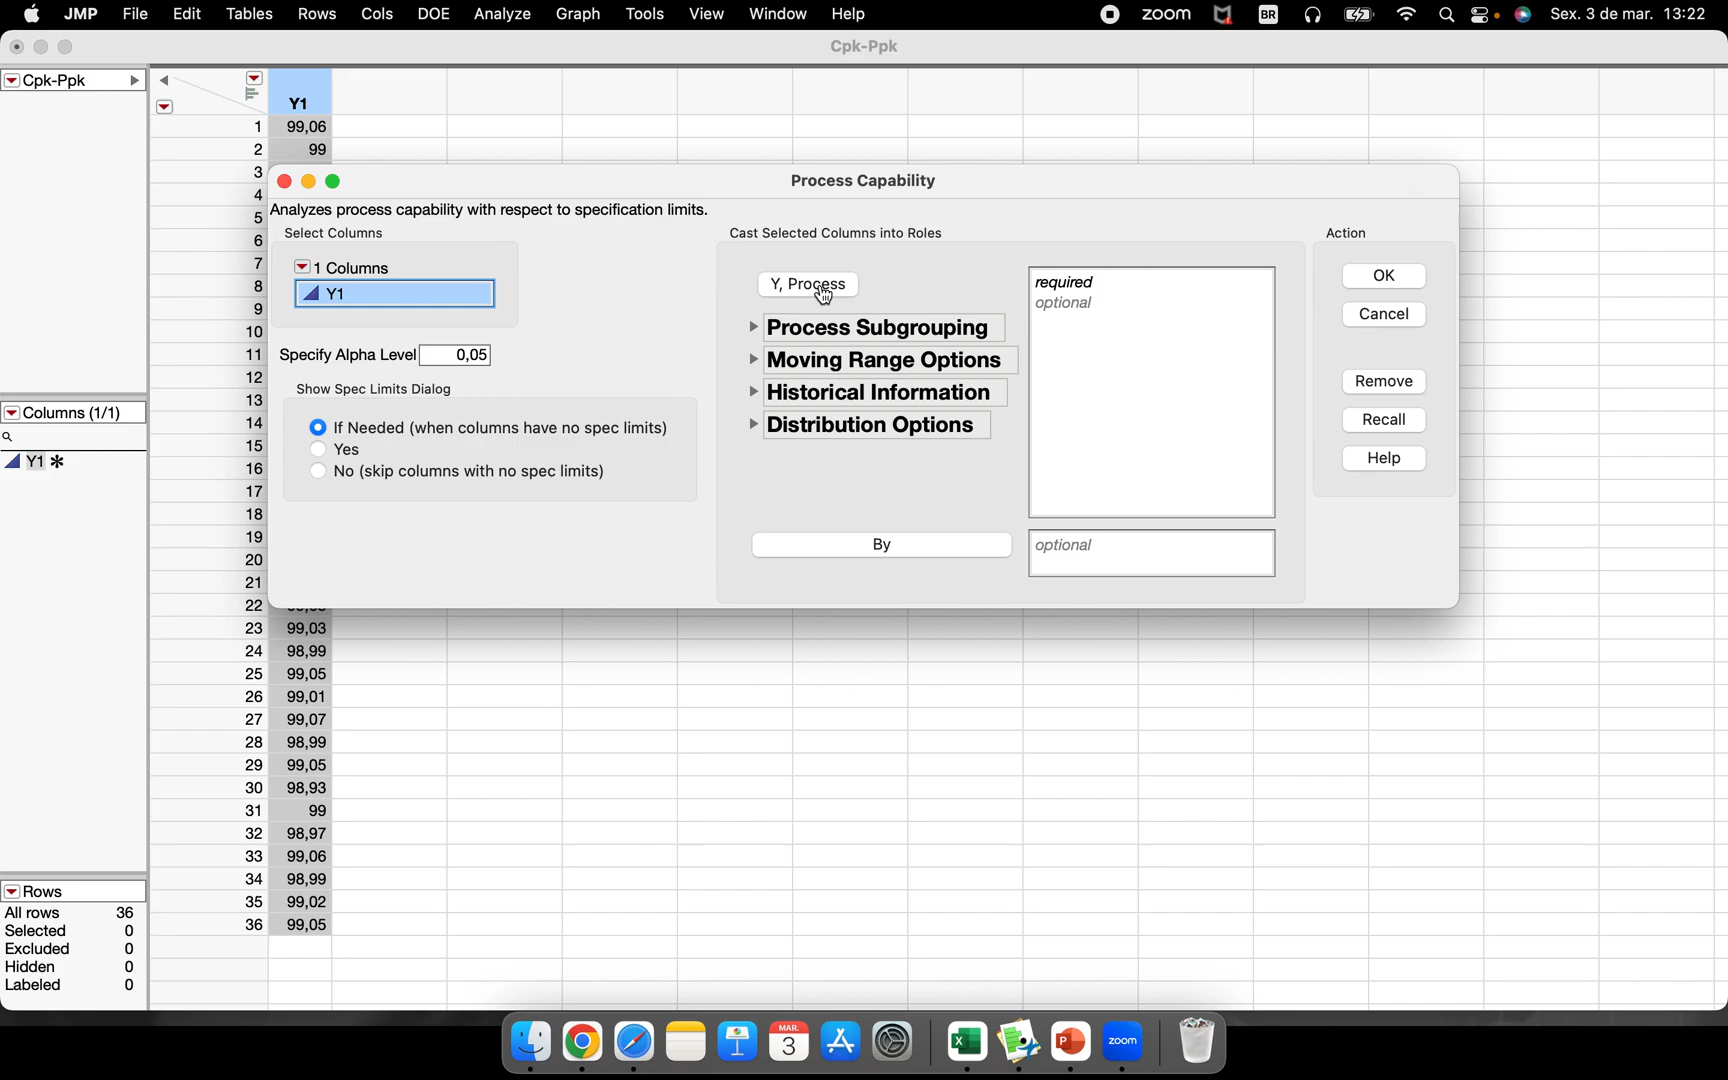 JMP File Edit Tables Rows Cols DOE Analyze Graph Tools View Window Help zoom BR Sex. 3 de mar. 13:22
Cpk-Ppk
Cpk-Ppk
Y1
1 99,06
2 99
3
4
5
6
7
8
9
10
11
12
13
14
15
16
17
18
19
20
21
22
23 99,03
24 98,99
25 99,05
26 99,01
27 99,07
28 98,99
29 99,05
30 98,93
31 99
32 98,97
33 99,06
34 98,99
35 99,02
36 99,05
Columns (1/1)
Y1 ✻
Rows
All rows 36
Selected 0
Excluded 0
Hidden 0
Labeled 0
Process Capability
Analyzes process capability with respect to specification limits.
Select Columns
1 Columns
Y1
Specify Alpha Level 0,05
Show Spec Limits Dialog
If Needed (when columns have no spec limits)
Yes
No (skip columns with no spec limits)
Cast Selected Columns into Roles
Y, Process
required
optional
Process Subgrouping
Moving Range Options
Historical Information
Distribution Options
By
optional
Action
OK
Cancel
Remove
Recall
Help
MAR.
3
zoom